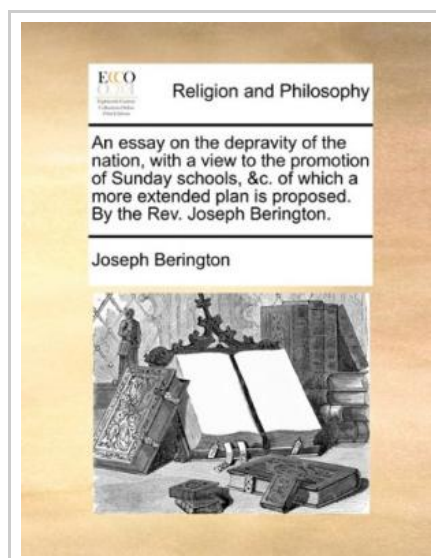 ECCO
Religion and Philosophy
An essay on the depravity of the
nation, with a view to the promotion
of Sunday schools, &c. of which a
more extended plan is proposed.
By the Rev. Joseph Berington.
Joseph Berington